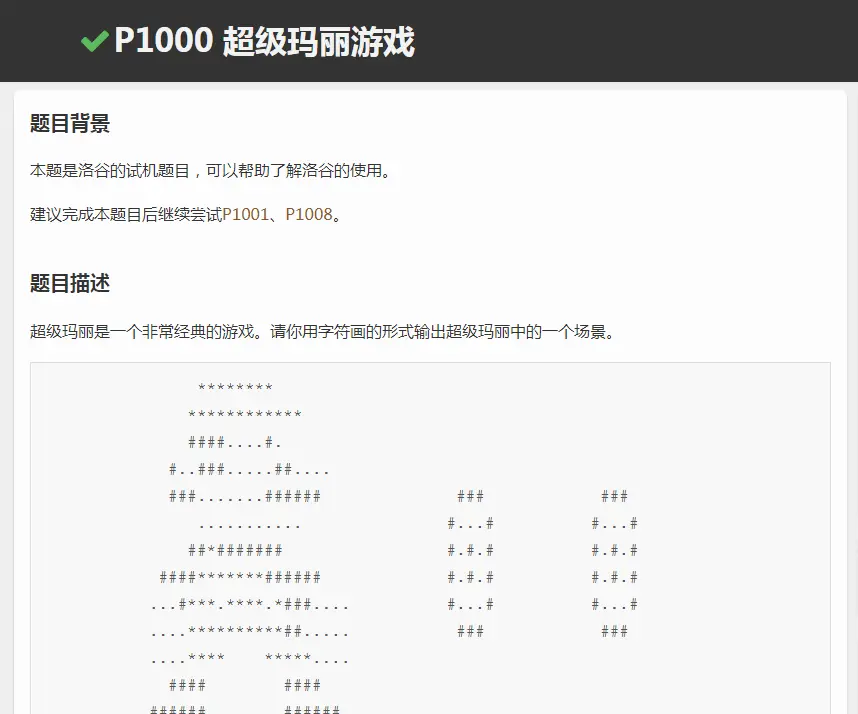 P1000 超级玛丽游戏
题目背景
本题是洛谷的试机题目，可以帮助了解洛谷的使用。
建议完成本题目后继续尝试P1001、P1008。
题目描述
超级玛丽是一个非常经典的游戏。请你用字符画的形式输出超级玛丽中的一个场景。
                ********
               ************
               ####....#.
             #..###.....##....
             ###.......######              ###            ###
                ...........               #...#          #...#
               ##*#######                 #.#.#          #.#.#
            ####*******######             #.#.#          #.#.#
           ...#***.****.*###....          #...#          #...#
           ....**********##.....           ###            ###
           ....****    *****....
             ####        ####
           ######        ######